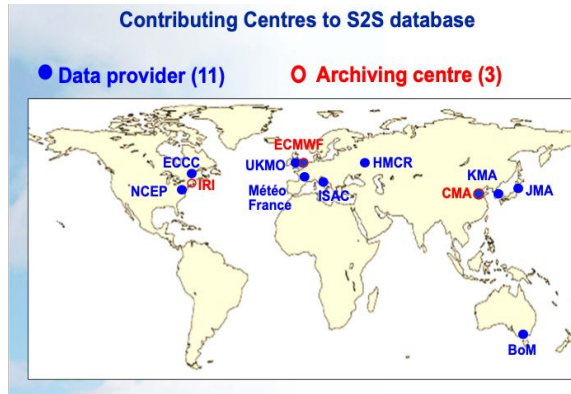 Contributing Centres to S2S database
Data provider (11)
Archiving centre (3)
ECCC
IRI
NCEP
ECMWF
UKMO
HMCR
Météo
France
ISAC
KMA
CMA
JMA
BoM